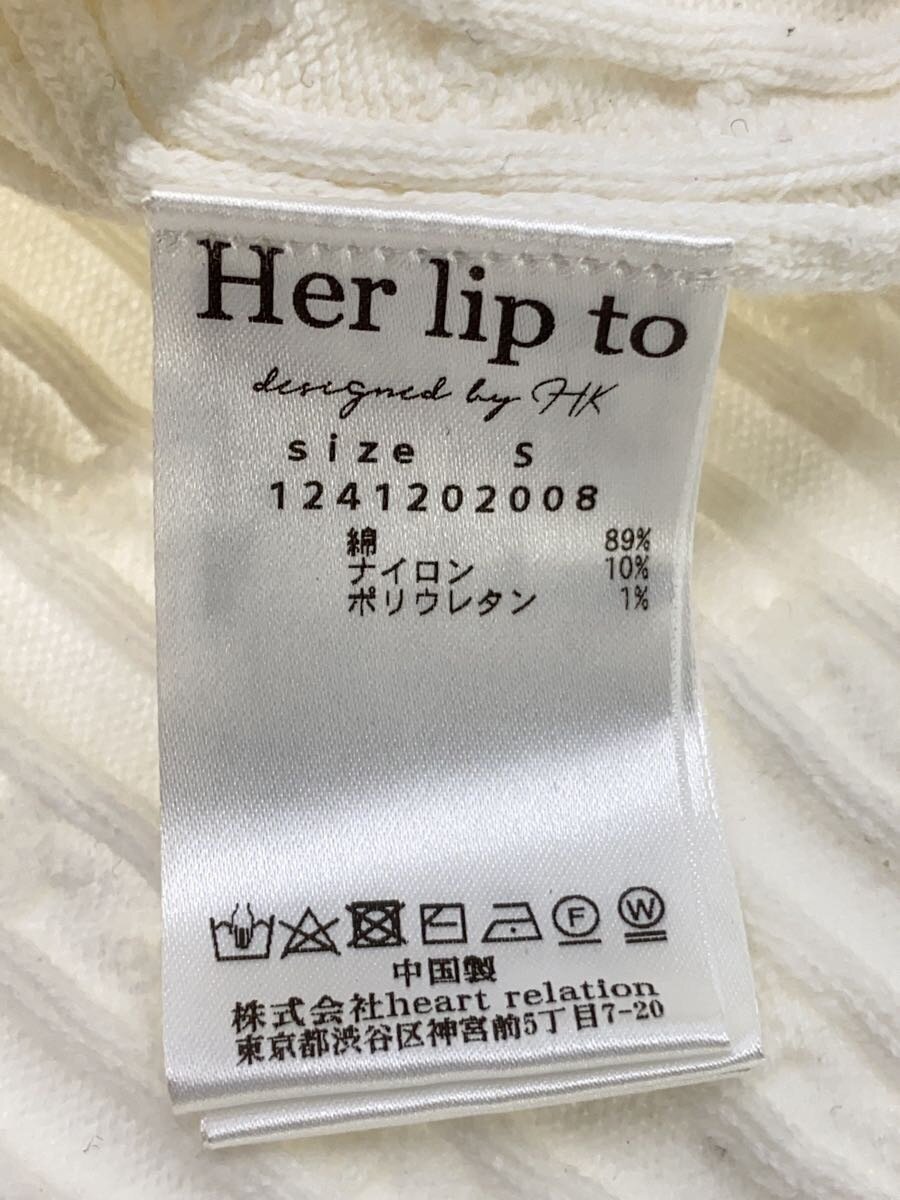 Her lip to
designed by HK
size S
1241202008
綿 89%
ナイロン 10%
ポリウレタン 1%
F W
中国製
株式会社heart relation
東京都渋谷区神宮前5丁目7-20